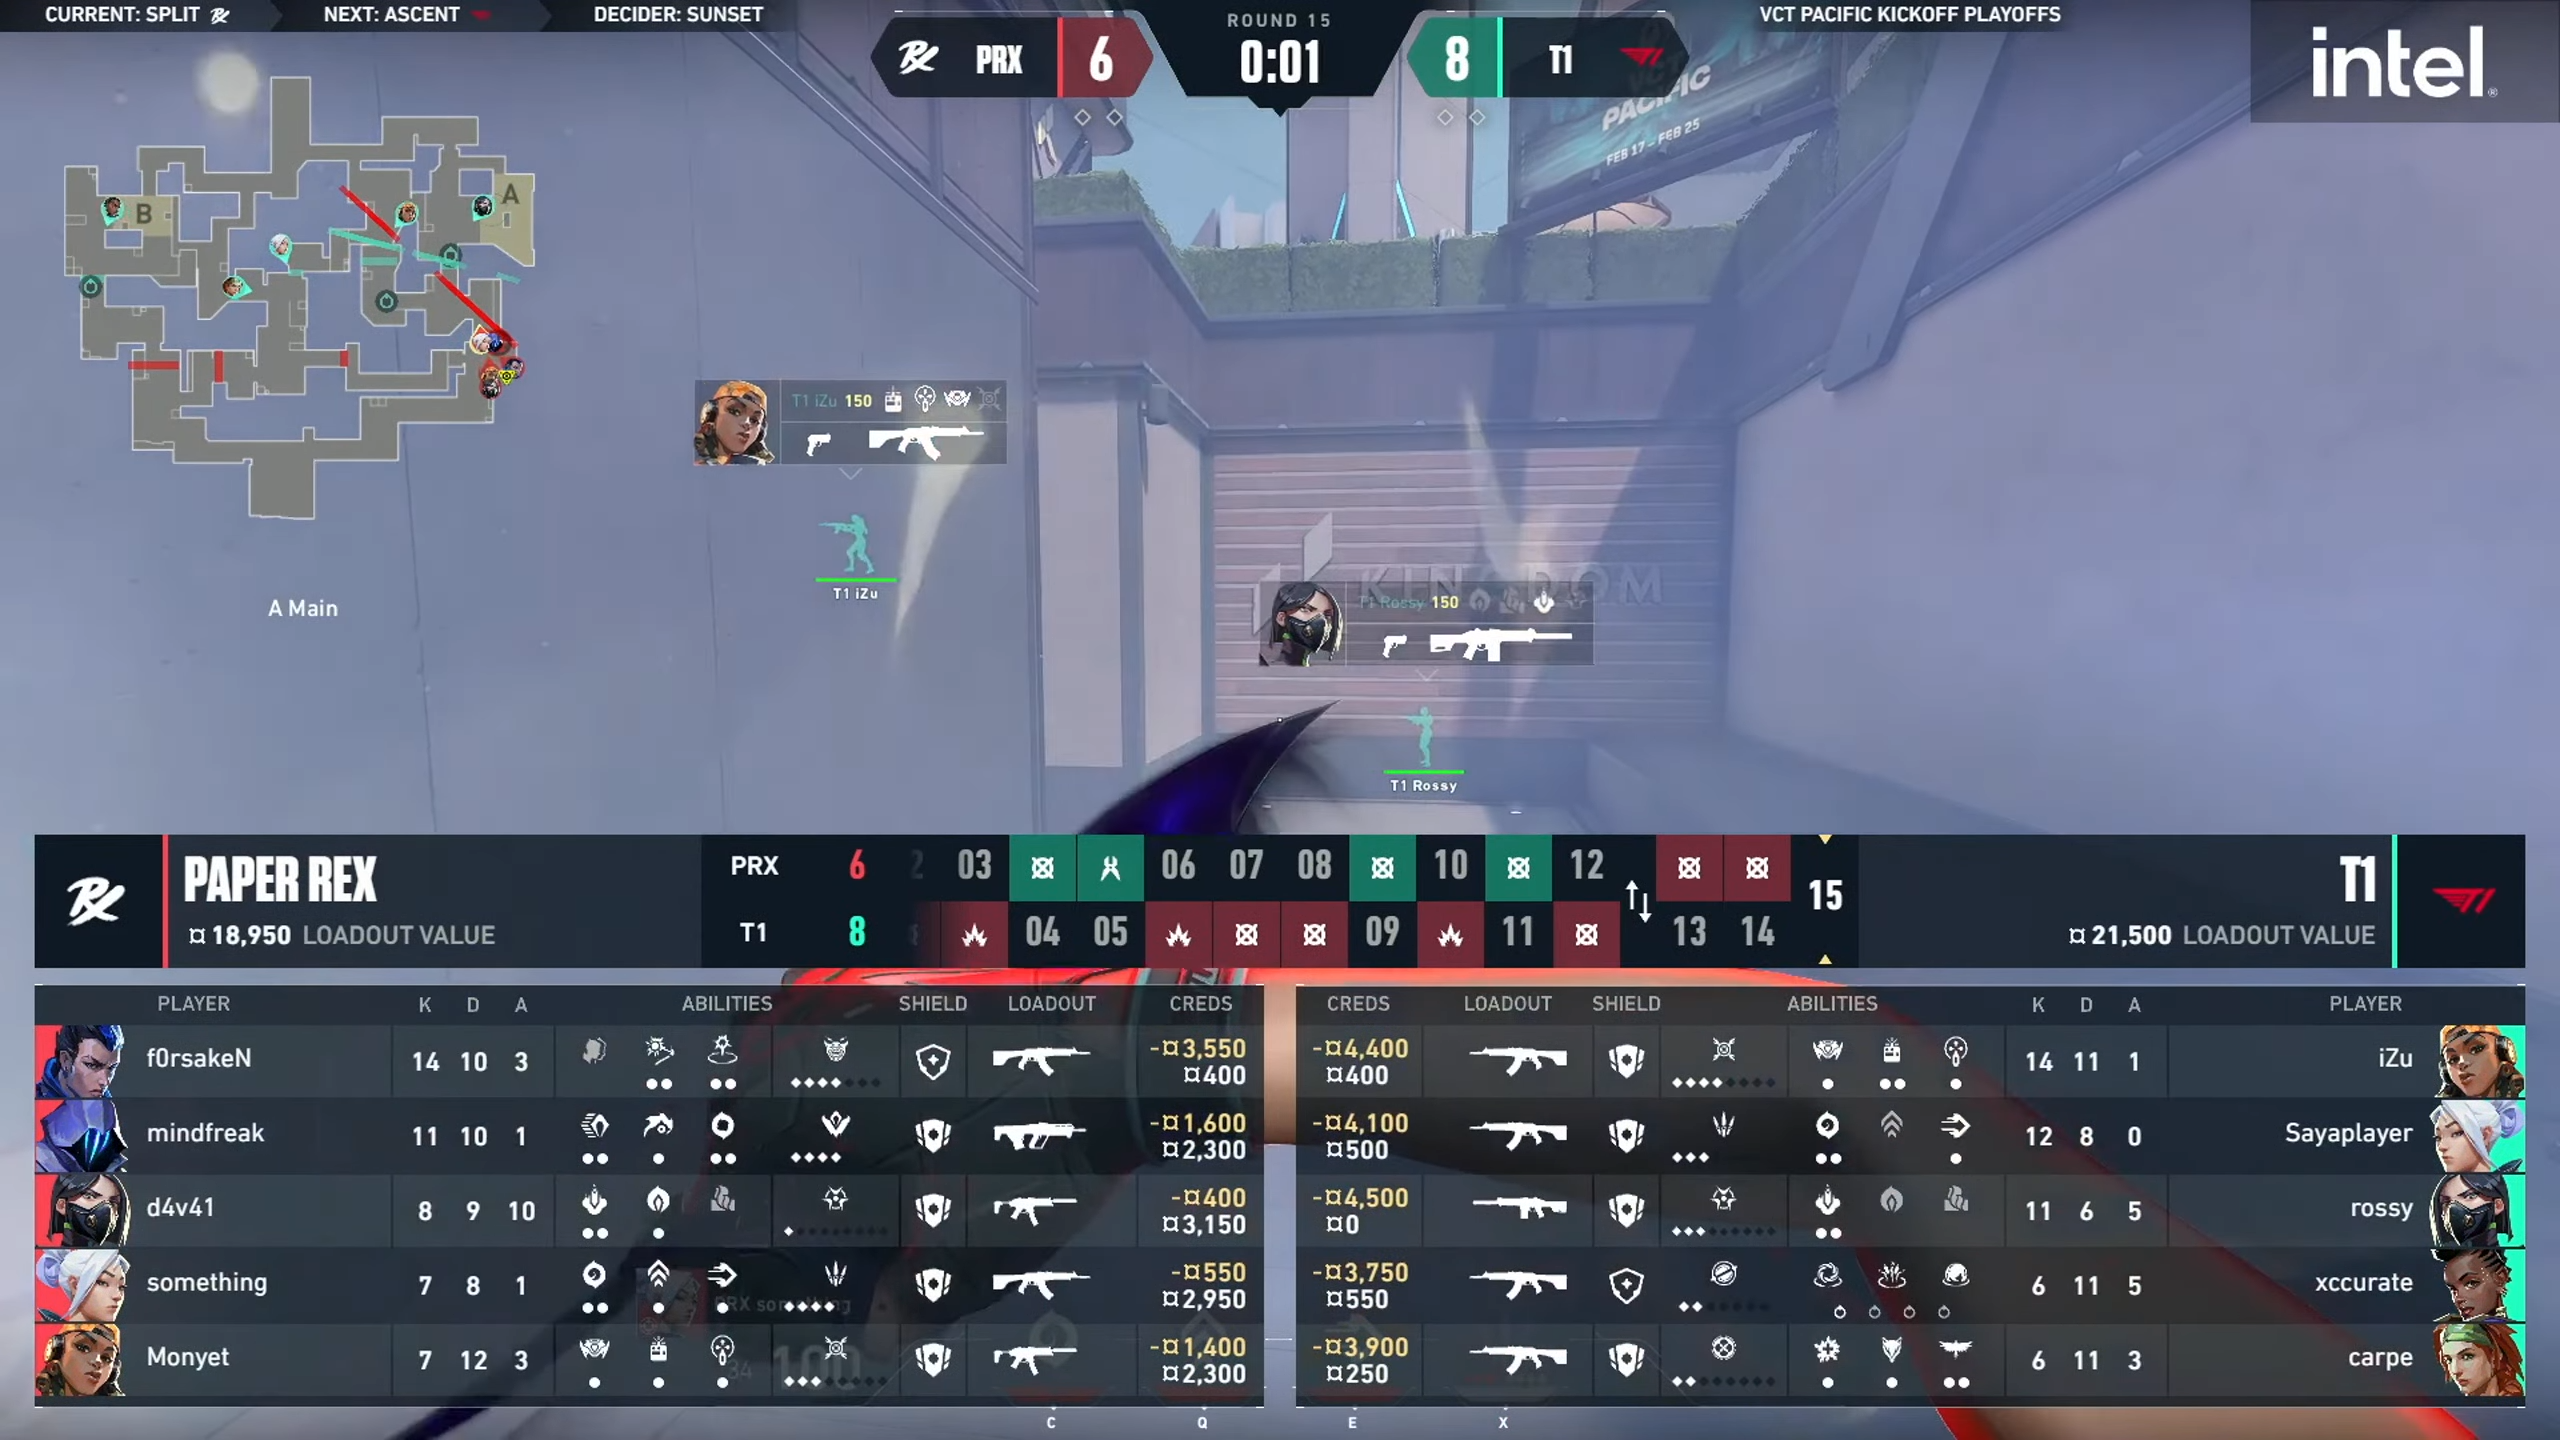 CURRENT: SPLIT
NEXT: ASCENT
DECIDER: SUNSET
PRX
6
ROUND 15
0:01
8
T1
VCT PACIFIC KICKOFF PLAYOFFS
intel
PACIFIC
FEB 17 - FEB 25
B
A
A Main
T1 iZu 150
T1 iZu
KINGDOM
T1 Rossy 150
T1 Rossy
PAPER REX
18,950 LOADOUT VALUE
PRX 6 03 06 07 08 10 12
T1 8 04 05 09 11 13 14
15
T1
21,500 LOADOUT VALUE
PLAYER K D A ABILITIES SHIELD LOADOUT CREDS
f0rsakeN 14 10 3 -3,550 400
mindfreak 11 10 1 -1,600 2,300
d4v41 8 9 10 -400 3,150
something 7 8 1 -550 2,950
PRX something
Monyet 7 12 3 -1,400 2,300
34 100
CREDS LOADOUT SHIELD ABILITIES K D A PLAYER
-4,400 400 14 11 1 iZu
-4,100 500 12 8 0 Sayaplayer
-4,500 0 11 6 5 rossy
-3,750 550 6 11 5 xccurate
-3,900 250 6 11 3 carpe
C Q E X